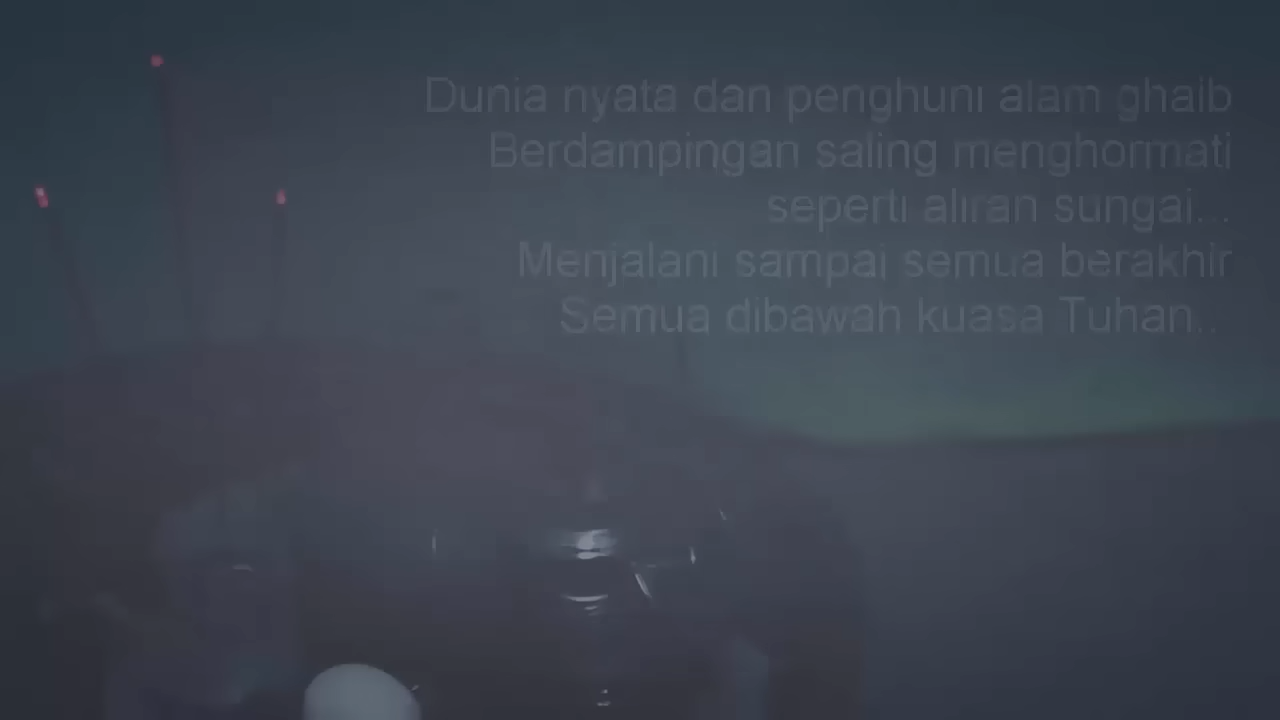 Dunia nyata dan penghuni alam ghaib
Berdampingan saling menghormati
seperti aliran sungai...
Menjalani sampai semua berakhir
Semua dibawah kuasa Tuhan..